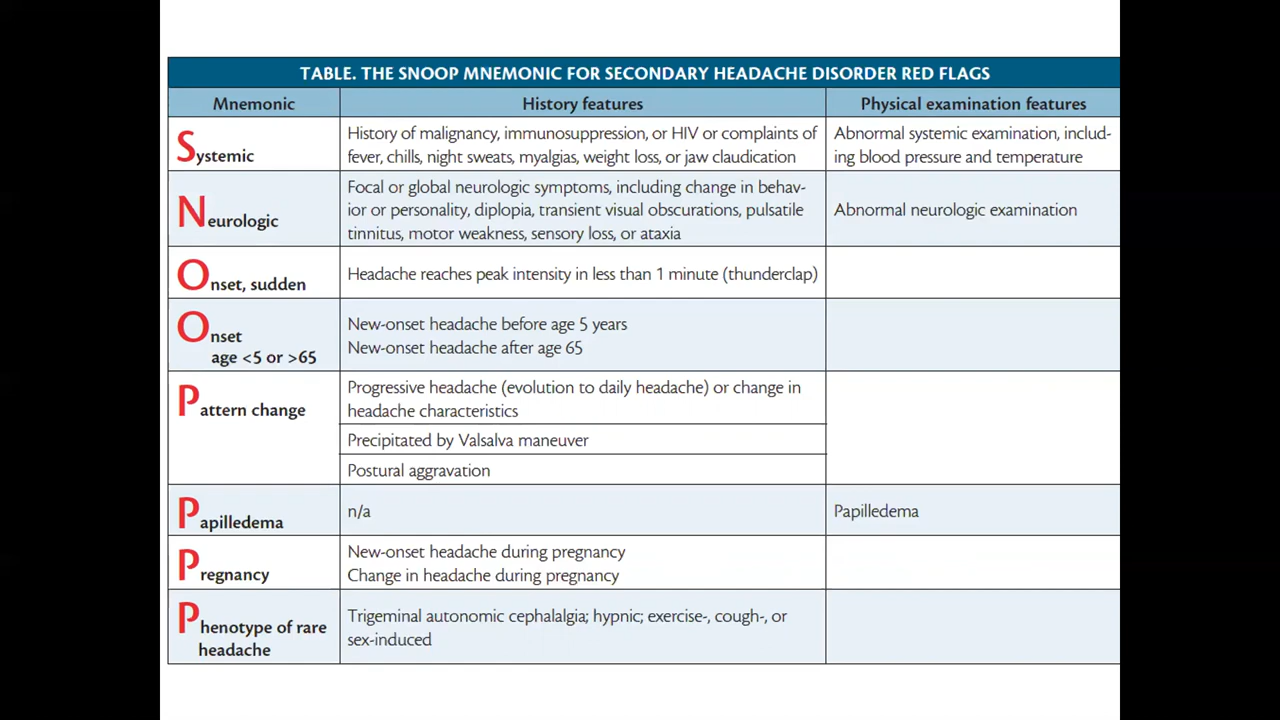 TABLE. THE SNOOP MNEMONIC FOR SECONDARY HEADACHE DISORDER RED FLAGS
Mnemonic
History features
Physical examination features
Systemic
History of malignancy, immunosuppression, or HIV or complaints of
fever, chills, night sweats, myalgias, weight loss, or jaw claudication
Abnormal systemic examination, includ-
ing blood pressure and temperature
Neurologic
Focal or global neurologic symptoms, including change in behav-
ior or personality, diplopia, transient visual obscurations, pulsatile
tinnitus, motor weakness, sensory loss, or ataxia
Abnormal neurologic examination
Onset, sudden
Headache reaches peak intensity in less than 1 minute (thunderclap)
Onset
age <5 or >65
New-onset headache before age 5 years
New-onset headache after age 65
Pattern change
Progressive headache (evolution to daily headache) or change in
headache characteristics
Precipitated by Valsalva maneuver
Postural aggravation
Papilledema
n/a
Papilledema
Pregnancy
New-onset headache during pregnancy
Change in headache during pregnancy
Phenotype of rare
headache
Trigeminal autonomic cephalalgia; hypnic; exercise-, cough-, or
sex-induced